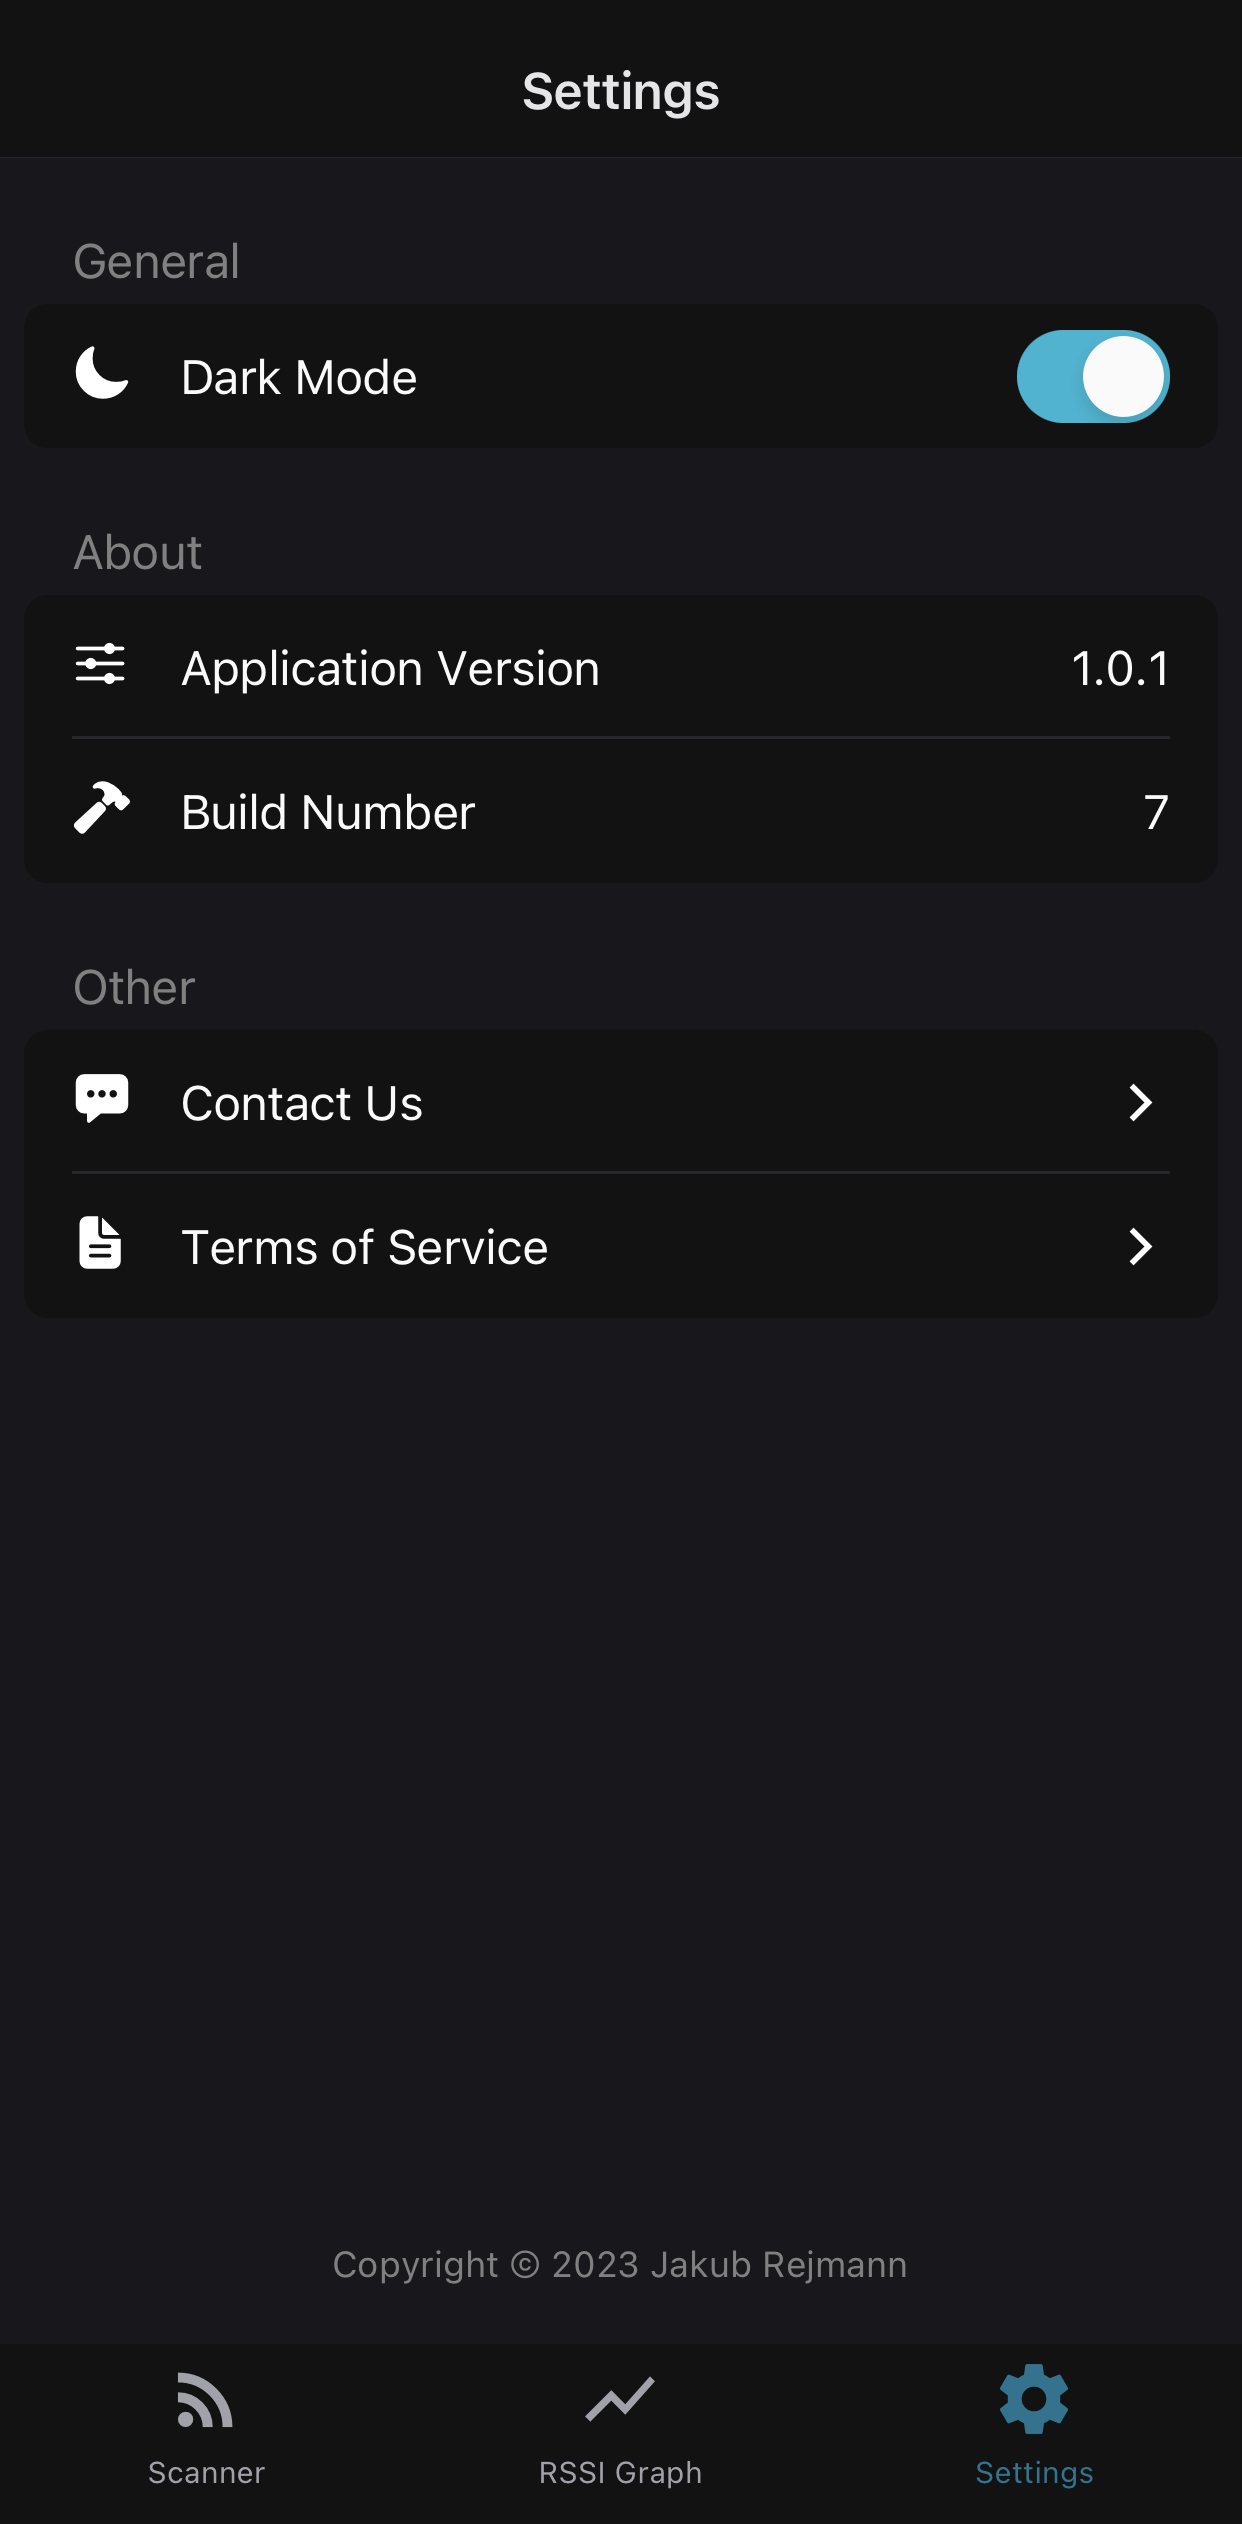 Settings
General
Dark Mode
About
Application Version 1.0.1
Build Number 7
Other
Contact Us
Terms of Service
Copyright © 2023 Jakub Rejmann
Scanner RSSI Graph Settings